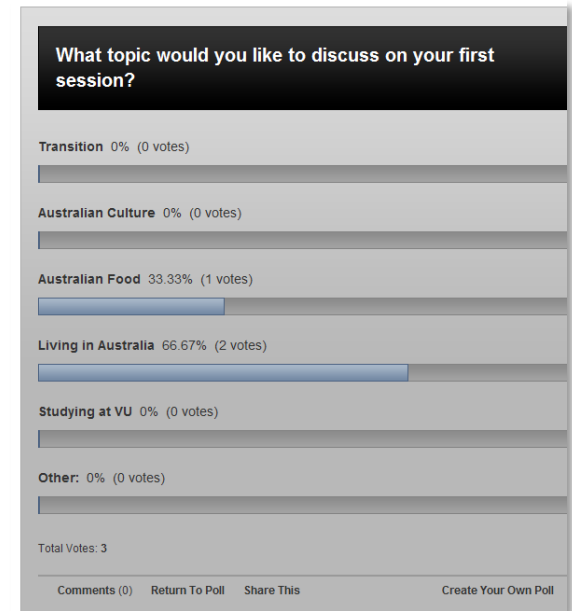 What topic would you like to discuss on your first
session?
Transition 0% (0 votes)
Australian Culture 0% (0 votes)
Australian Food 33.33% (1 votes)
Living in Australia 66.67% (2 votes)
Studying at VU 0% (0 votes)
Other: 0% (0 votes)
Total Votes: 3
Comments (0) Return To Poll Share This Create Your Own Poll